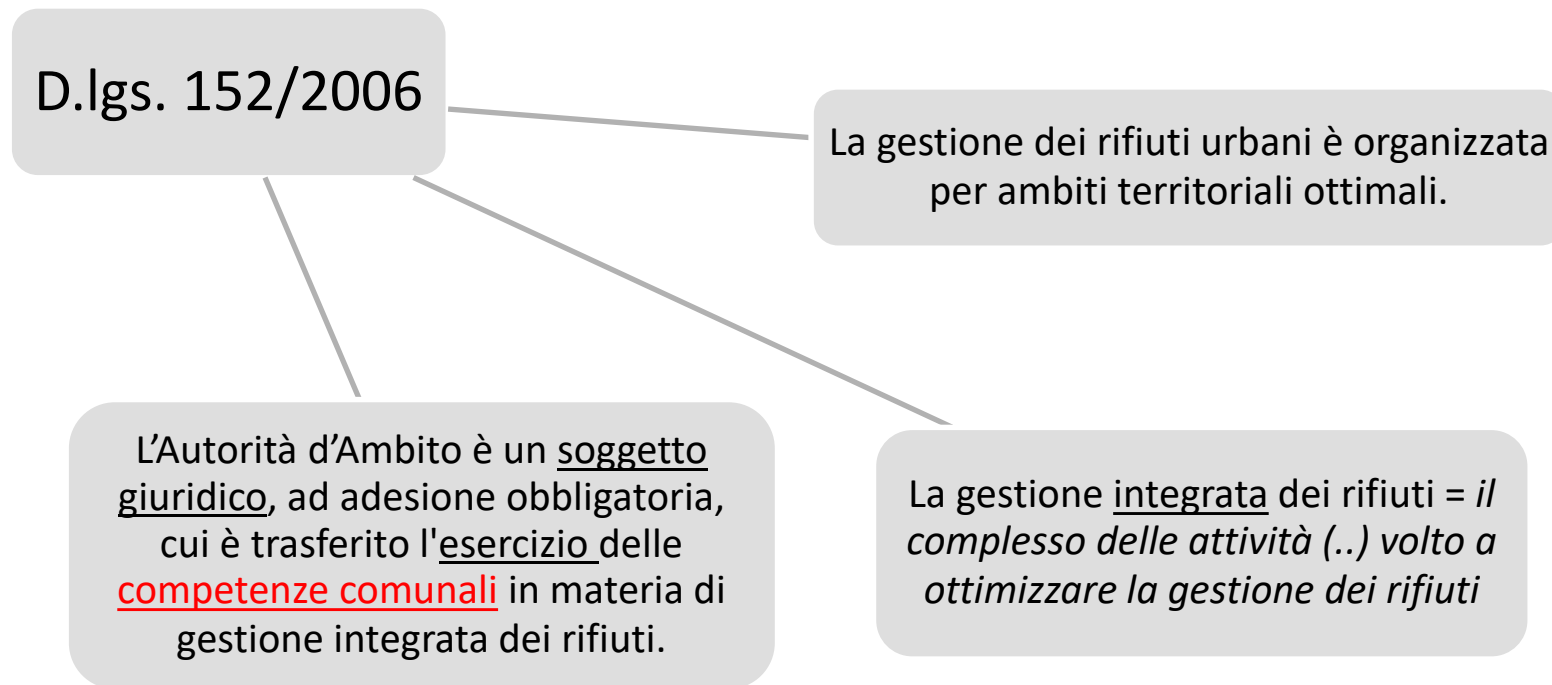 D.lgs. 152/2006
La gestione dei rifiuti urbani è organizzata
per ambiti territoriali ottimali.
L’Autorità d’Ambito è un soggetto
giuridico, ad adesione obbligatoria,
cui è trasferito l'esercizio delle
competenze comunali in materia di
gestione integrata dei rifiuti.
La gestione integrata dei rifiuti = il
complesso delle attività (..) volto a
ottimizzare la gestione dei rifiuti